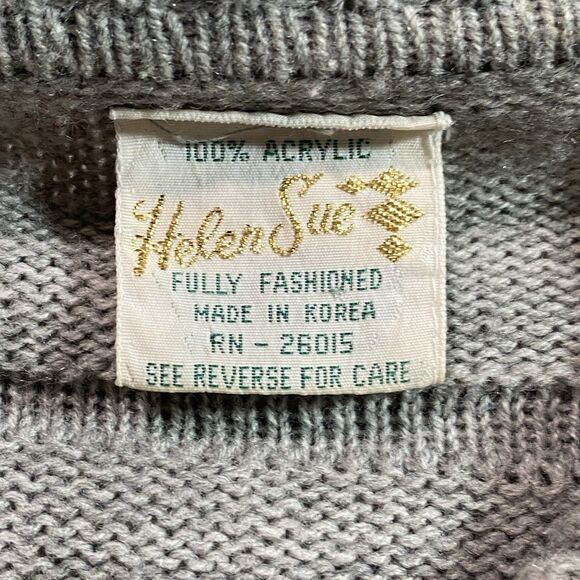 100% ACRYLIC
Helen Sue
FULLY FASHIONED
MADE IN KOREA
RN - 26015
SEE REVERSE FOR CARE